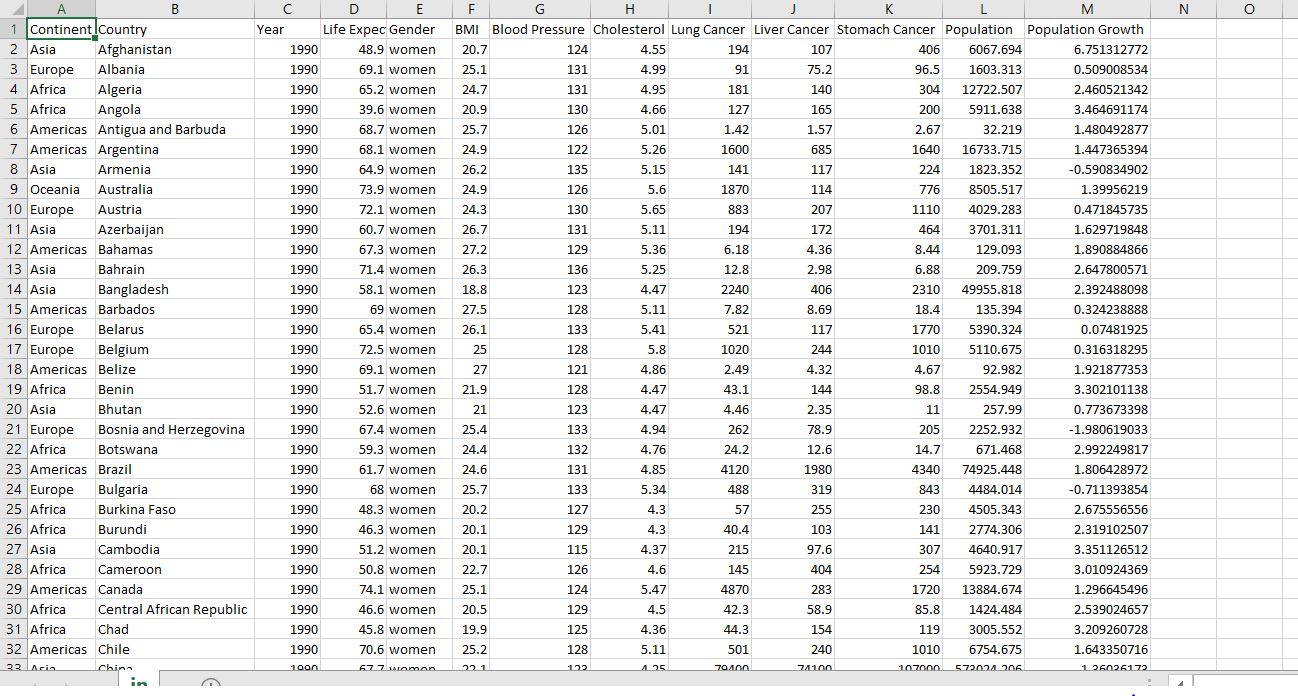 A B C D E F G H I J K L M N O
1 Continent Country Year Life Expec Gender BMI Blood Pressure Cholesterol Lung Cancer Liver Cancer Stomach Cancer Population Population Growth
2 Asia Afghanistan 1990 48.9 women 20.7 124 4.55 194 107 406 6067.694 6.751312772
3 Europe Albania 1990 69.1 women 25.1 131 4.99 91 75.2 96.5 1603.313 0.509008534
4 Africa Algeria 1990 65.2 women 24.7 131 4.95 181 140 304 12722.507 2.460521342
5 Africa Angola 1990 39.6 women 20.9 130 4.66 127 165 200 5911.638 3.464691174
6 Americas Antigua and Barbuda 1990 68.7 women 25.7 126 5.01 1.42 1.57 2.67 32.219 1.480492877
7 Americas Argentina 1990 68.1 women 24.9 122 5.26 1600 685 1640 16733.715 1.447365394
8 Asia Armenia 1990 64.9 women 26.2 135 5.15 141 117 224 1823.352 -0.590834902
9 Oceania Australia 1990 73.9 women 24.9 126 5.6 1870 114 776 8505.517 1.39956219
10 Europe Austria 1990 72.1 women 24.3 130 5.65 883 207 1110 4029.283 0.471845735
11 Asia Azerbaijan 1990 60.7 women 26.7 131 5.11 194 172 464 3701.311 1.629719848
12 Americas Bahamas 1990 67.3 women 27.2 129 5.36 6.18 4.36 8.44 129.093 1.890884866
13 Asia Bahrain 1990 71.4 women 26.3 136 5.25 12.8 2.98 6.88 209.759 2.647800571
14 Asia Bangladesh 1990 58.1 women 18.8 123 4.47 2240 406 2310 49955.818 2.392488098
15 Americas Barbados 1990 69 women 27.5 128 5.11 7.82 8.69 18.4 135.394 0.324238888
16 Europe Belarus 1990 65.4 women 26.1 133 5.41 521 117 1770 5390.324 0.07481925
17 Europe Belgium 1990 72.5 women 25 128 5.8 1020 244 1010 5110.675 0.316318295
18 Americas Belize 1990 69.1 women 27 121 4.86 2.49 4.32 4.67 92.982 1.921877353
19 Africa Benin 1990 51.7 women 21.9 128 4.47 43.1 144 98.8 2554.949 3.302101138
20 Asia Bhutan 1990 52.6 women 21 123 4.47 4.46 2.35 11 257.99 0.773673398
21 Europe Bosnia and Herzegovina 1990 67.4 women 25.4 133 4.94 262 78.9 205 2252.932 -1.980619033
22 Africa Botswana 1990 59.3 women 24.4 132 4.76 24.2 12.6 14.7 671.468 2.992249817
23 Americas Brazil 1990 61.7 women 24.6 131 4.85 4120 1980 4340 74925.448 1.806428972
24 Europe Bulgaria 1990 68 women 25.7 133 5.34 488 319 843 4484.014 -0.711393854
25 Africa Burkina Faso 1990 48.3 women 20.2 127 4.3 57 255 230 4505.343 2.675556556
26 Africa Burundi 1990 46.3 women 20.1 129 4.3 40.4 103 141 2774.306 2.319102507
27 Asia Cambodia 1990 51.2 women 20.1 115 4.37 215 97.6 307 4640.917 3.351126512
28 Africa Cameroon 1990 50.8 women 22.7 126 4.6 145 404 254 5923.729 3.010924369
29 Americas Canada 1990 74.1 women 25.1 124 5.47 4870 283 1720 13884.674 1.296645496
30 Africa Central African Republic 1990 46.6 women 20.5 129 4.5 42.3 58.9 85.8 1424.484 2.539024657
31 Africa Chad 1990 45.8 women 19.9 125 4.36 44.3 154 119 3005.552 3.209260728
32 Americas Chile 1990 70.6 women 25.2 128 5.11 501 240 1010 6754.675 1.643350716
33 Asia China 1990 67.7 women 22.1 123 4.25 79400 74100 107000 573024.206
in